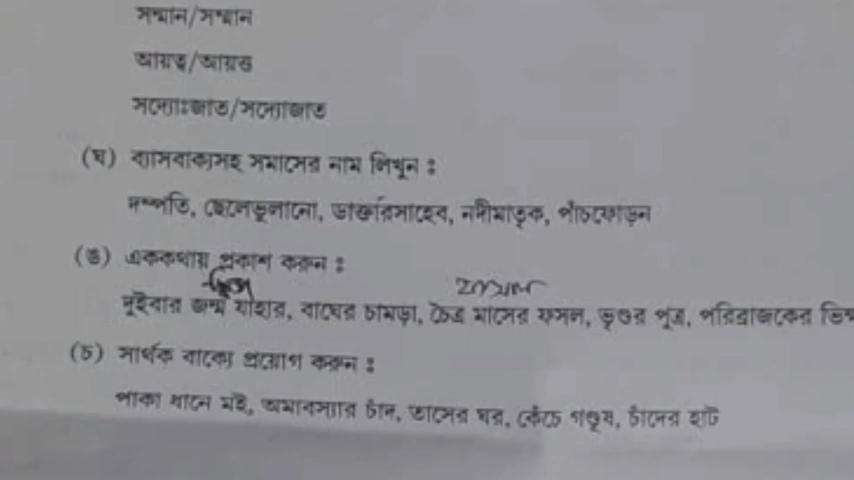 সম্মান/সন্মান
আয়ত্ব/আয়ত্ত
সদ্যোঃজাত/সদ্যোজাত
(ঘ) ব্যাসবাক্যসহ সমাসের নাম লিখুন :
দম্পতি, ছেলেভুলানো, ডাক্তারসাহেব, নদীমাতৃক, পাঁচফোড়ন
(ঙ) এককথায় প্রকাশ করুন :
দুইবার জন্ম যাহার, বাঘের চামড়া, চৈত্র মাসের ফসল, ভৃগুর পুত্র, পরিব্রাজকের
(চ) সার্থক বাক্যে প্রয়োগ করুন :
পাকা ধানে মই, অমাবস্যার চাঁদ, তাসের ঘর, কেঁচে গণ্ডূষ, চাঁদের হাট